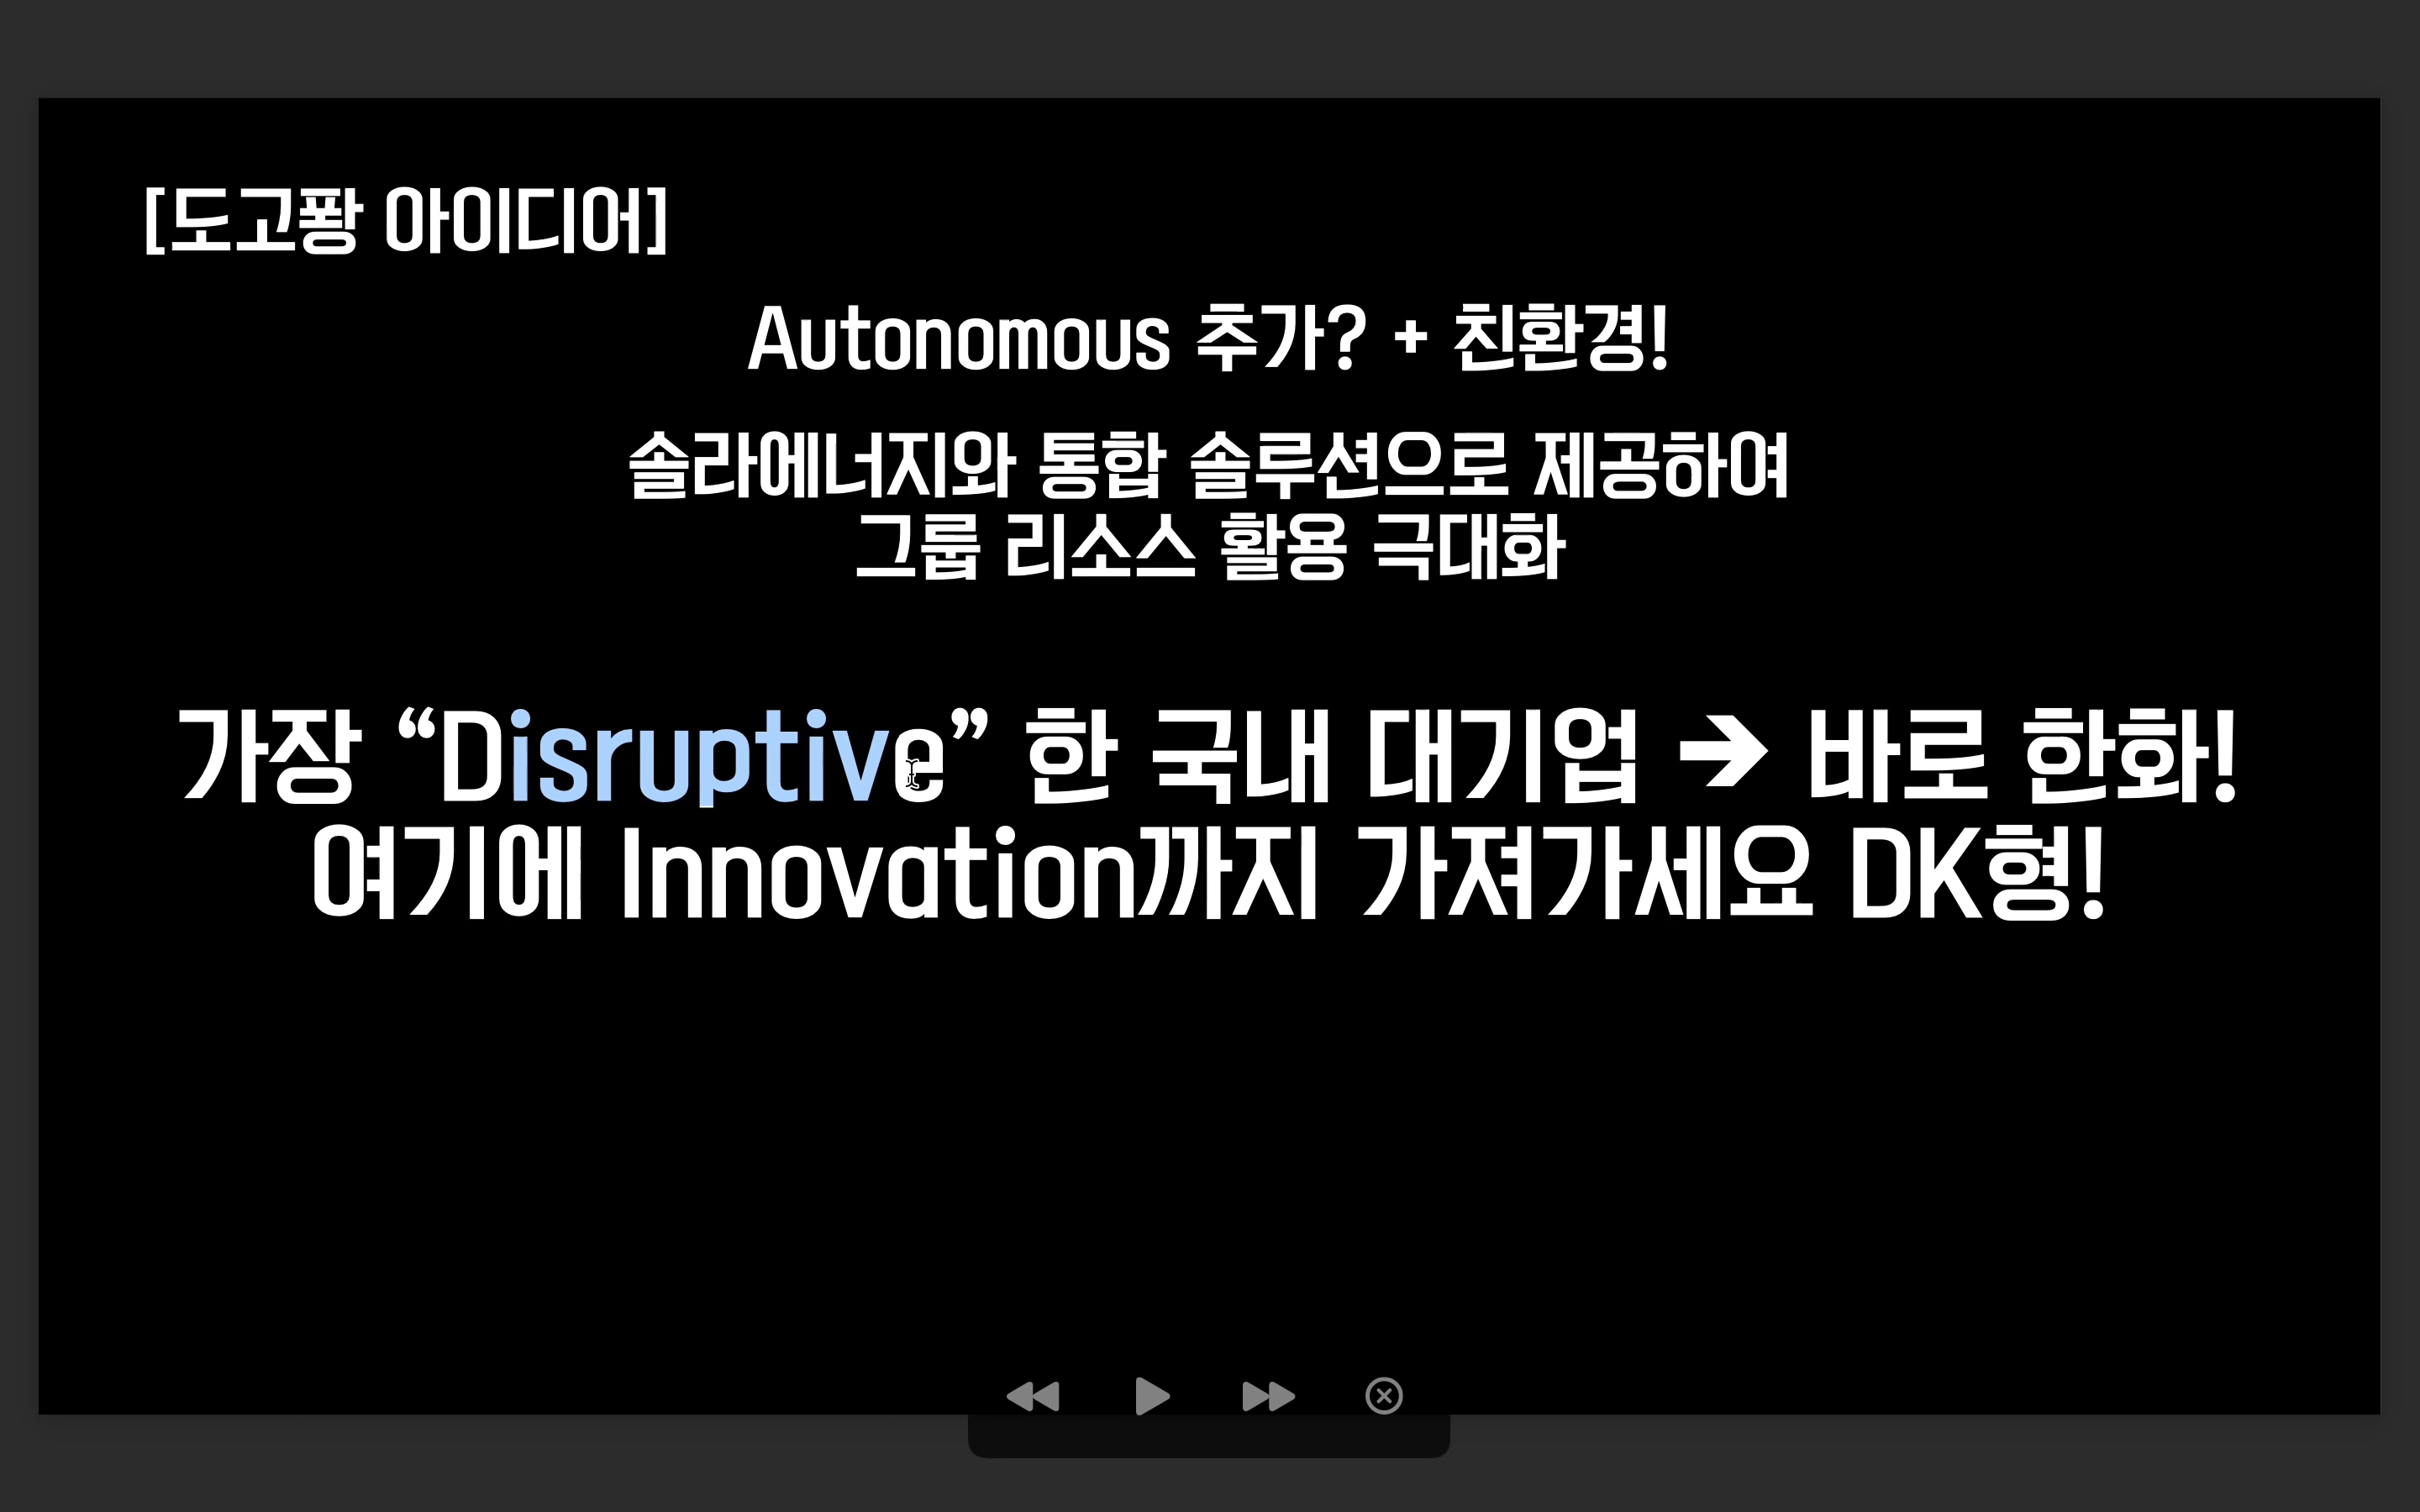 [도고퐝 아이디어]
Autonomous 추가? + 친환경!
솔라에너지와 통합 솔루션으로 제공하여
그룹 리소스 활용 극대화
가장 “Disruptive” 한 국내 대기업 → 바른 한화!
여기에 Innovation까지 가져가세요 DK형!